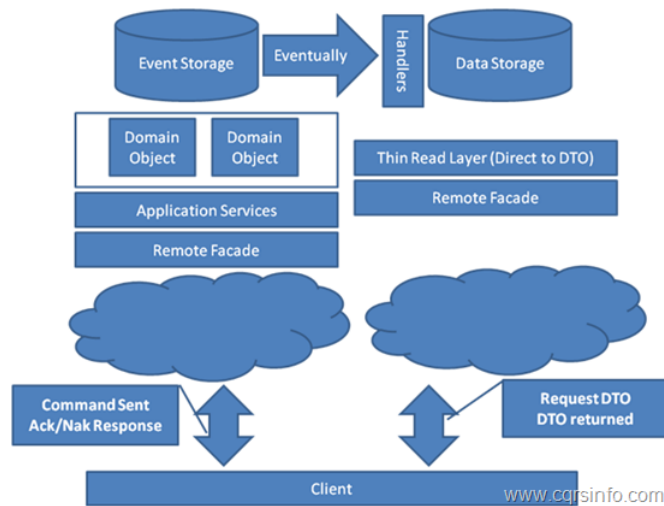 Event Storage
Eventually
Handlers
Data Storage
Domain
Object
Domain
Object
Thin Read Layer (Direct to DTO)
Application Services
Remote Facade
Remote Facade
Command Sent
Ack/Nak Response
Request DTO
DTO returned
Client
www.cqrsinfo.com